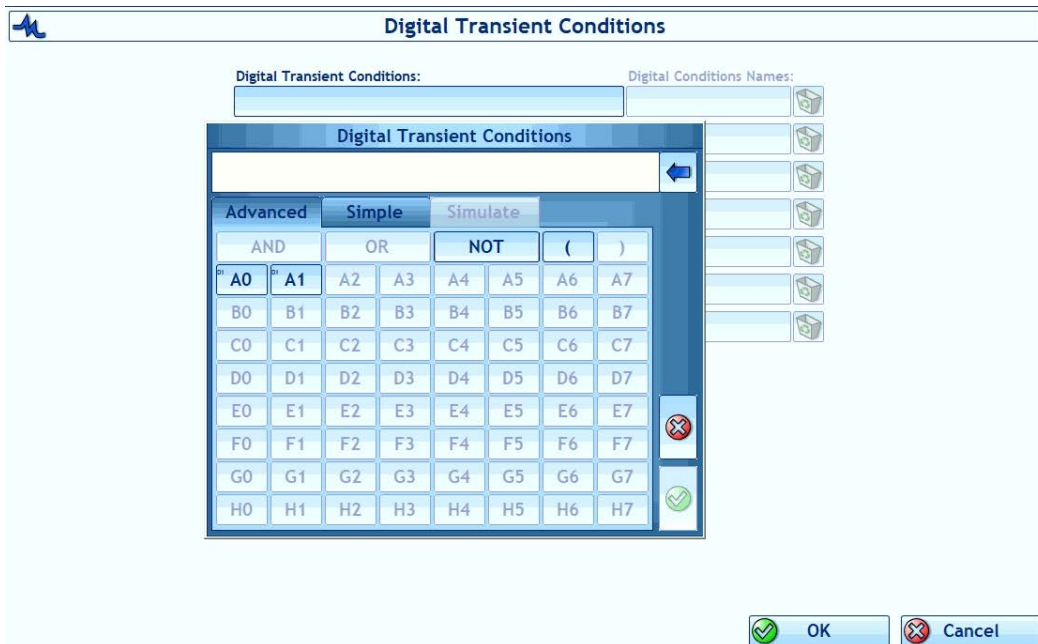 Digital Transient Conditions
Digital Transient Conditions: Digital Conditions Names:
Digital Transient Conditions
Advanced Simple Simulate
AND OR NOT ( )
DI A0 DI A1 A2 A3 A4 A5 A6 A7
B0 B1 B2 B3 B4 B5 B6 B7
C0 C1 C2 C3 C4 C5 C6 C7
D0 D1 D2 D3 D4 D5 D6 D7
E0 E1 E2 E3 E4 E5 E6 E7
F0 F1 F2 F3 F4 F5 F6 F7
G0 G1 G2 G3 G4 G5 G6 G7
H0 H1 H2 H3 H4 H5 H6 H7
OK Cancel